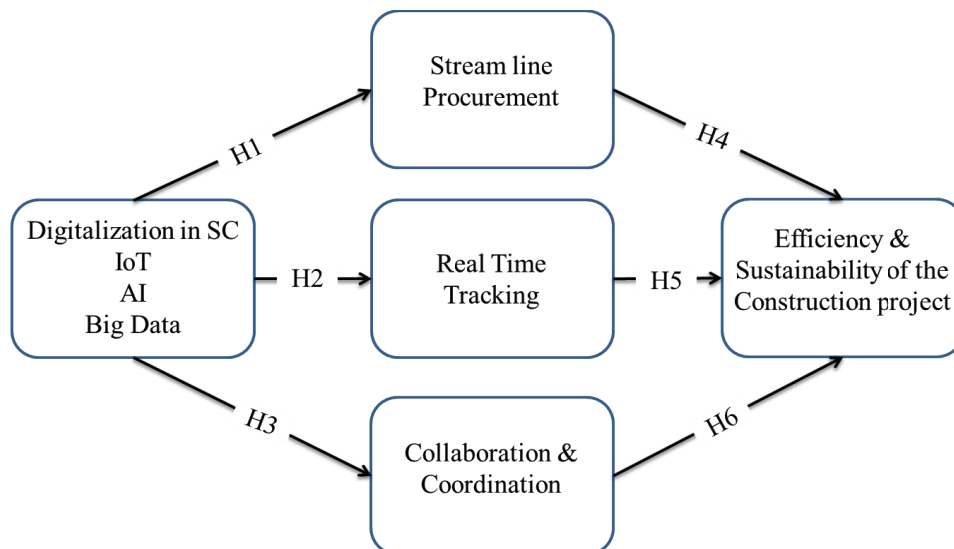 Stream line
Procurement
H1
H4
Digitalization in SC
IoT
AI
Big Data
H2
Real Time
Tracking
H5
Efficiency &
Sustainability of the
Construction project
H3
H6
Collaboration &
Coordination